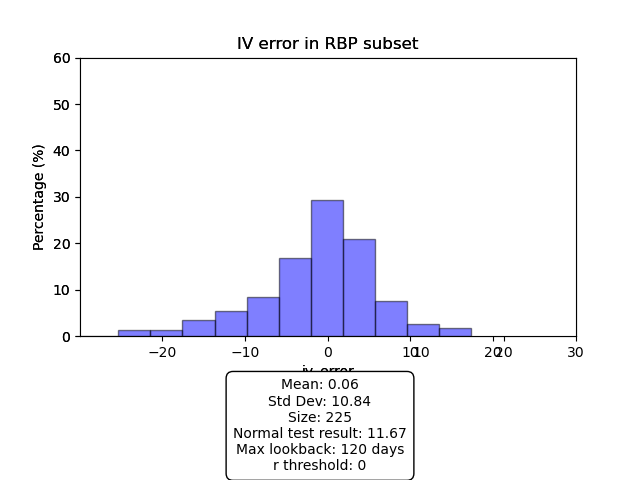 IV error in RBP subset
60
50
40
30
20
10
0
Percentage (%)
−20 −10 0 10 20 30
iv_error
Mean: 0.06
Std Dev: 10.84
Size: 225
Normal test result: 11.67
Max lookback: 120 days
r threshold: 0